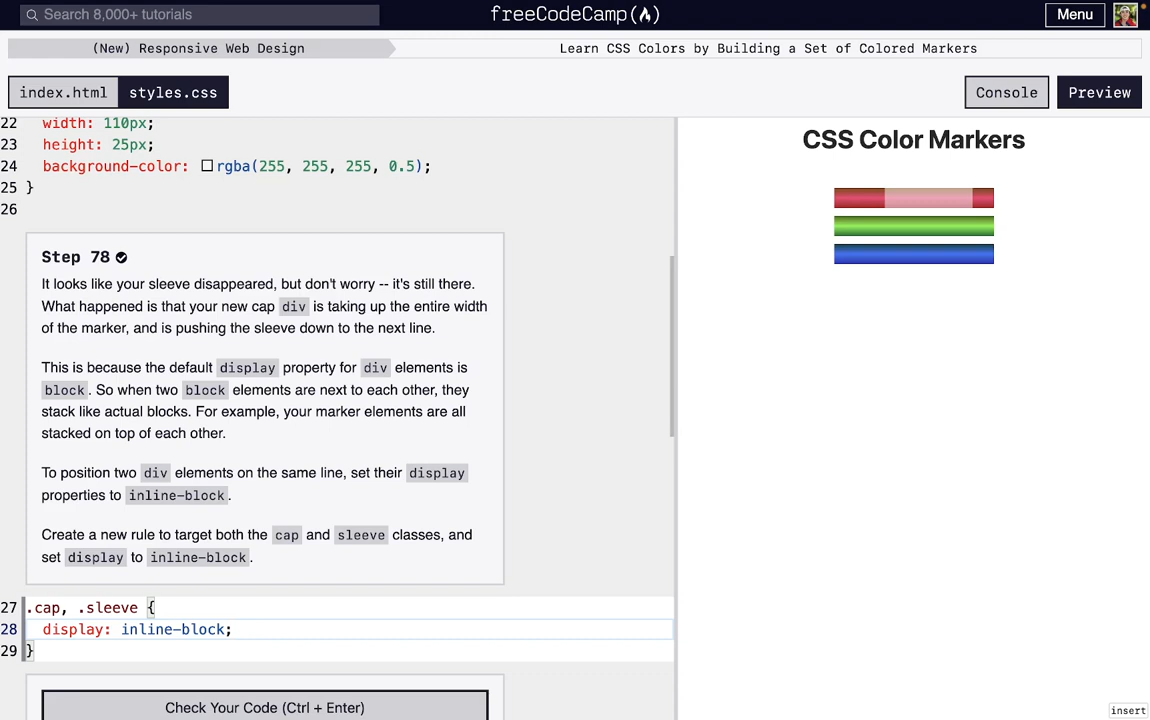 Search 8,000+ tutorials
freeCodeCamp
Menu
(New) Responsive Web Design
Learn CSS Colors by Building a Set of Colored Markers
index.html
styles.css
Console
Preview
22 width: 110px;
23 height: 25px;
24 background-color: rgba(255, 255, 255, 0.5);
25 }
26
Step 78
It looks like your sleeve disappeared, but don't worry -- it's still there.
What happened is that your new cap div is taking up the entire width
of the marker, and is pushing the sleeve down to the next line.
This is because the default display property for div elements is
block. So when two block elements are next to each other, they
stack like actual blocks. For example, your marker elements are all
stacked on top of each other.
To position two div elements on the same line, set their display
properties to inline-block.
Create a new rule to target both the cap and sleeve classes, and
set display to inline-block.
27 .cap, .sleeve {
28 display: inline-block;
29 }
Check Your Code (Ctrl + Enter)
CSS Color Markers
insert